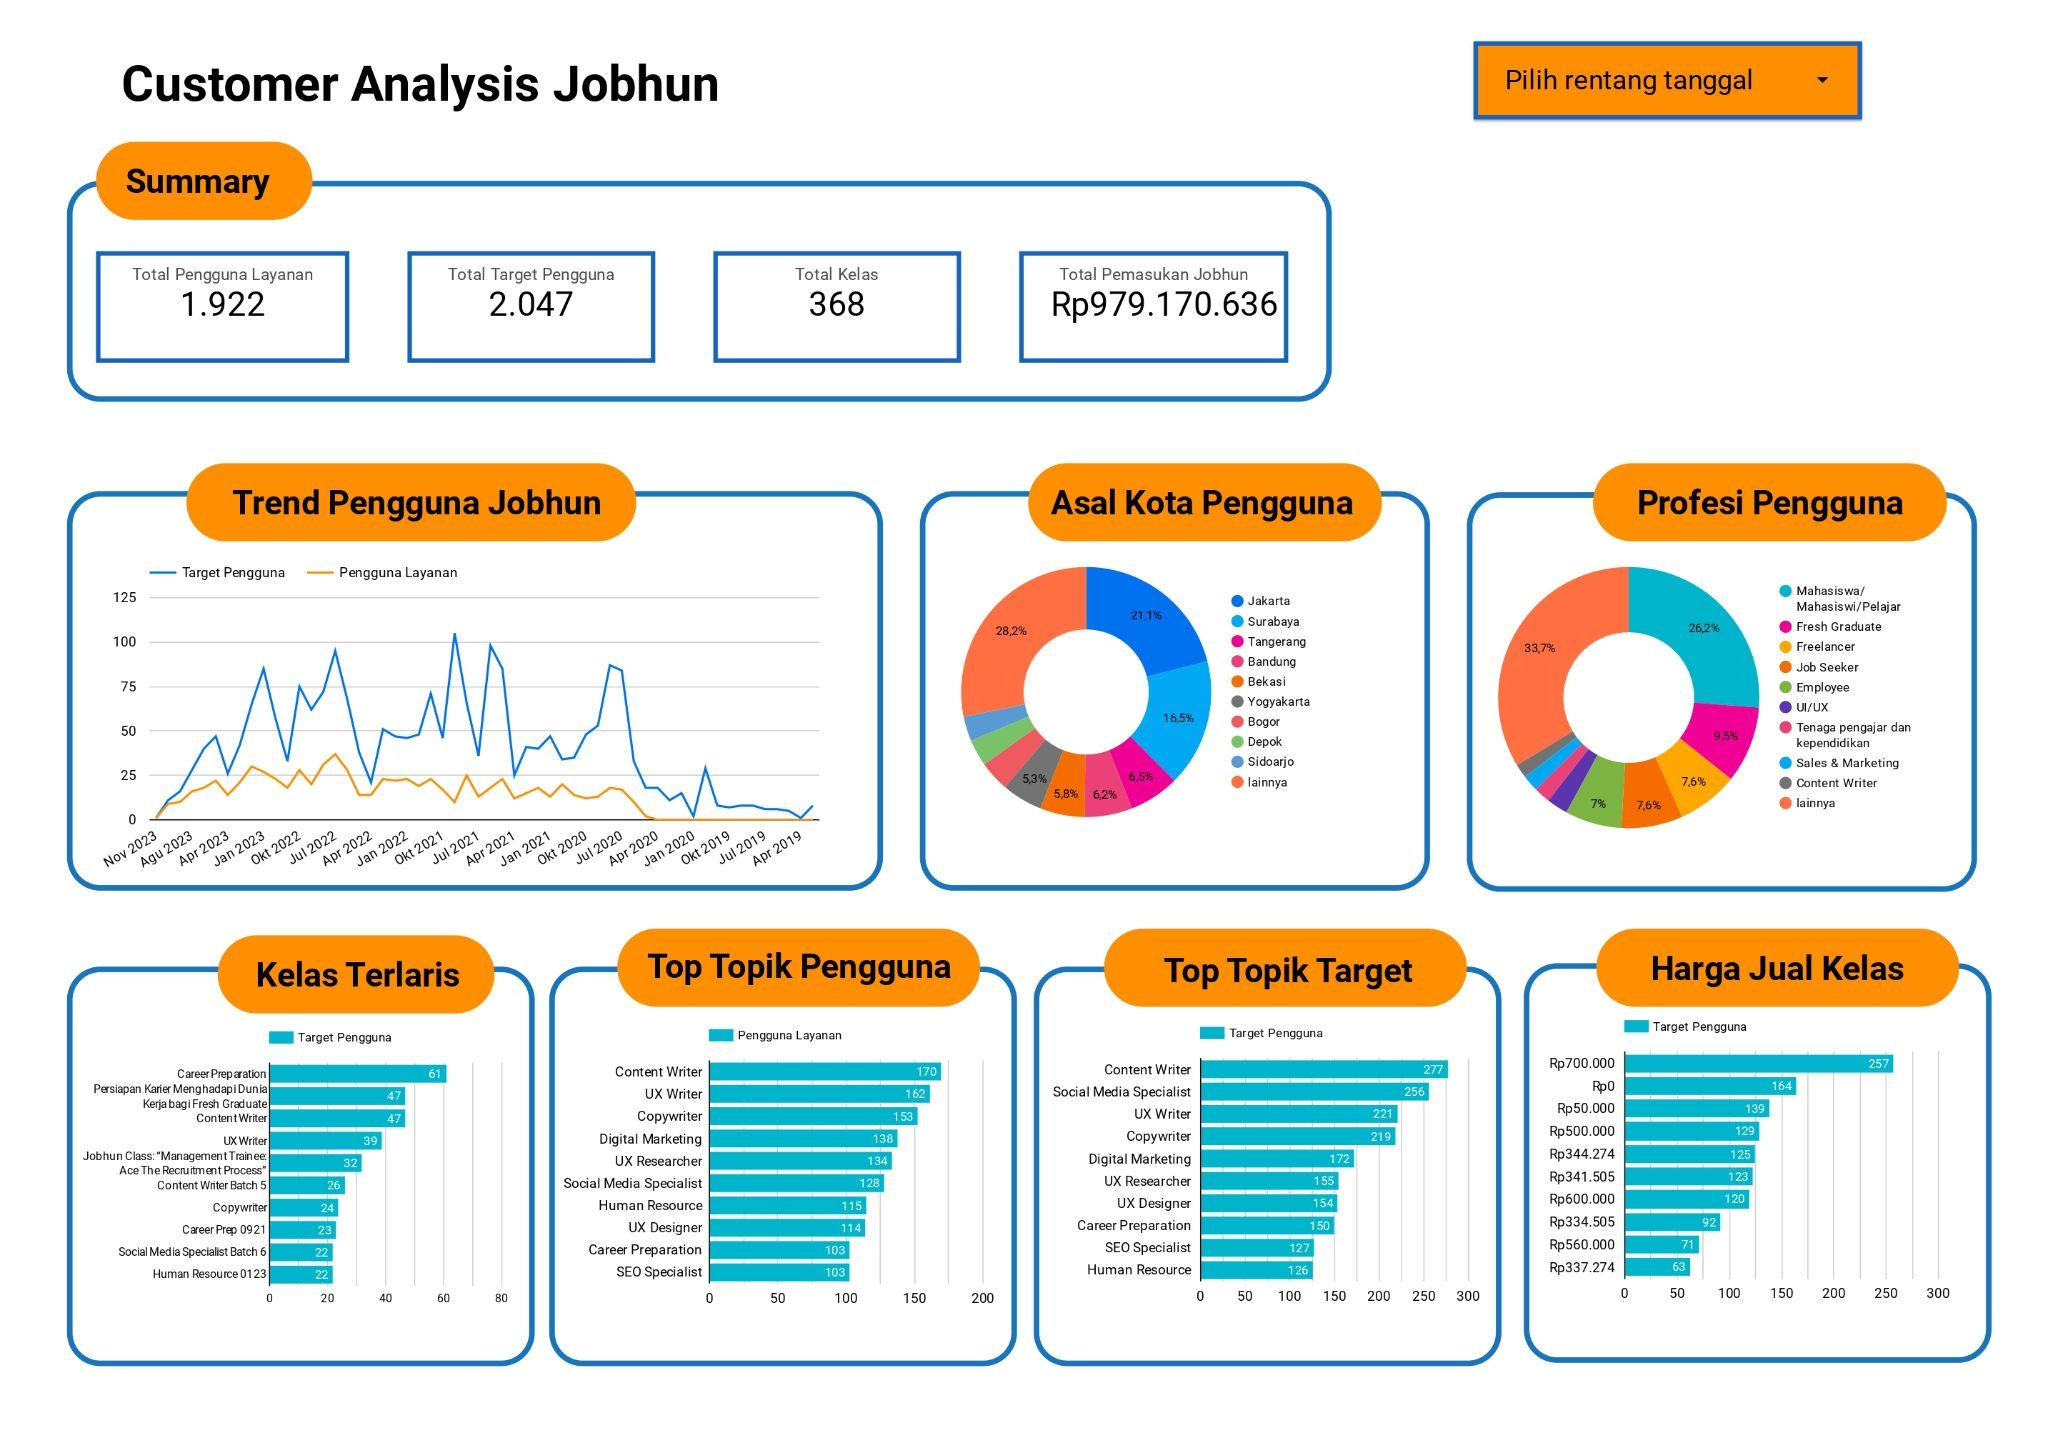 Customer Analysis Jobhun
Pilih rentang tanggal
Summary
Total Pengguna Layanan
1.922
Total Target Pengguna
2.047
Total Kelas
368
Total Pemasukan Jobhun
Rp979.170.636
Trend Pengguna Jobhun
Target Pengguna
Pengguna Layanan
125
100
75
50
25
0
Nov 2023
Agu 2023
Apr 2023
Jan 2023
Okt 2022
Jul 2022
Apr 2022
Jan 2022
Okt 2021
Jul 2021
Apr 2021
Jan 2021
Okt 2020
Jul 2020
Apr 2020
Jan 2020
Okt 2019
Jul 2019
Apr 2019
Asal Kota Pengguna
21,1%
16,5%
6,5%
6,2%
5,8%
5,3%
28,2%
Jakarta
Surabaya
Tangerang
Bandung
Bekasi
Yogyakarta
Bogor
Depok
Sidoarjo
lainnya
Profesi Pengguna
26,2%
9,5%
7,6%
7,6%
7%
33,7%
Mahasiswa/
Mahasiswi/Pelajar
Fresh Graduate
Freelancer
Job Seeker
Employee
UI/UX
Tenaga pengajar dan
kependidikan
Sales & Marketing
Content Writer
lainnya
Kelas Terlaris
Target Pengguna
Career Preparation 61
Persiapan Karier Menghadapi Dunia
Kerja bagi Fresh Graduate 47
Content Writer 47
UX Writer 39
Jobhun Class: “Management Trainee:
Ace The Recruitment Process” 32
Content Writer Batch 5 26
Copywriter 24
Career Prep 0921 23
Social Media Specialist Batch 6 22
Human Resource 0123 22
0 20 40 60 80
Top Topik Pengguna
Pengguna Layanan
Content Writer 170
UX Writer 162
Copywriter 153
Digital Marketing 138
UX Researcher 134
Social Media Specialist 128
Human Resource 115
UX Designer 114
Career Preparation 103
SEO Specialist 103
0 50 100 150 200
Top Topik Target
Target Pengguna
Content Writer 277
Social Media Specialist 256
UX Writer 221
Copywriter 219
Digital Marketing 172
UX Researcher 155
UX Designer 154
Career Preparation 150
SEO Specialist 127
Human Resource 126
0 50 100 150 200 250 300
Harga Jual Kelas
Target Pengguna
Rp700.000 257
Rp0 164
Rp50.000 139
Rp500.000 129
Rp344.274 125
Rp341.505 123
Rp600.000 120
Rp334.505 92
Rp560.000 71
Rp337.274 63
0 50 100 150 200 250 300